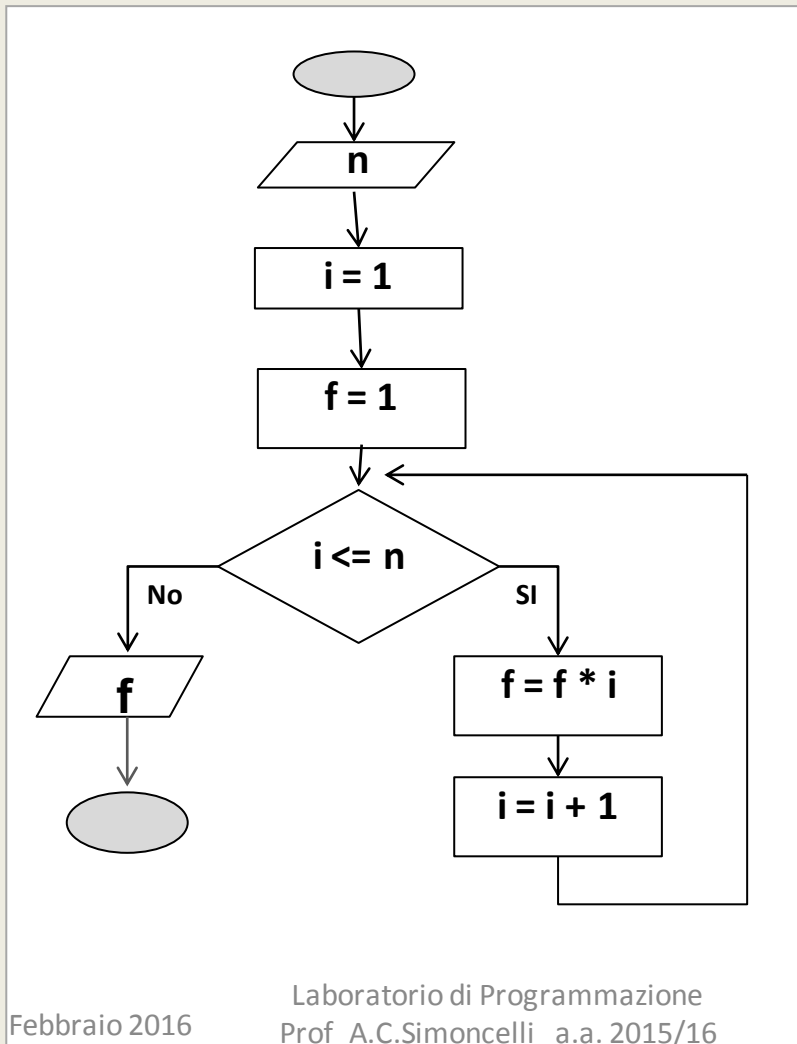 n
i = 1
f = 1
i <= n
No
SI
f
f = f * i
i = i + 1
Febbraio 2016
Laboratorio di Programmazione
Prof A.C.Simoncelli a.a. 2015/16